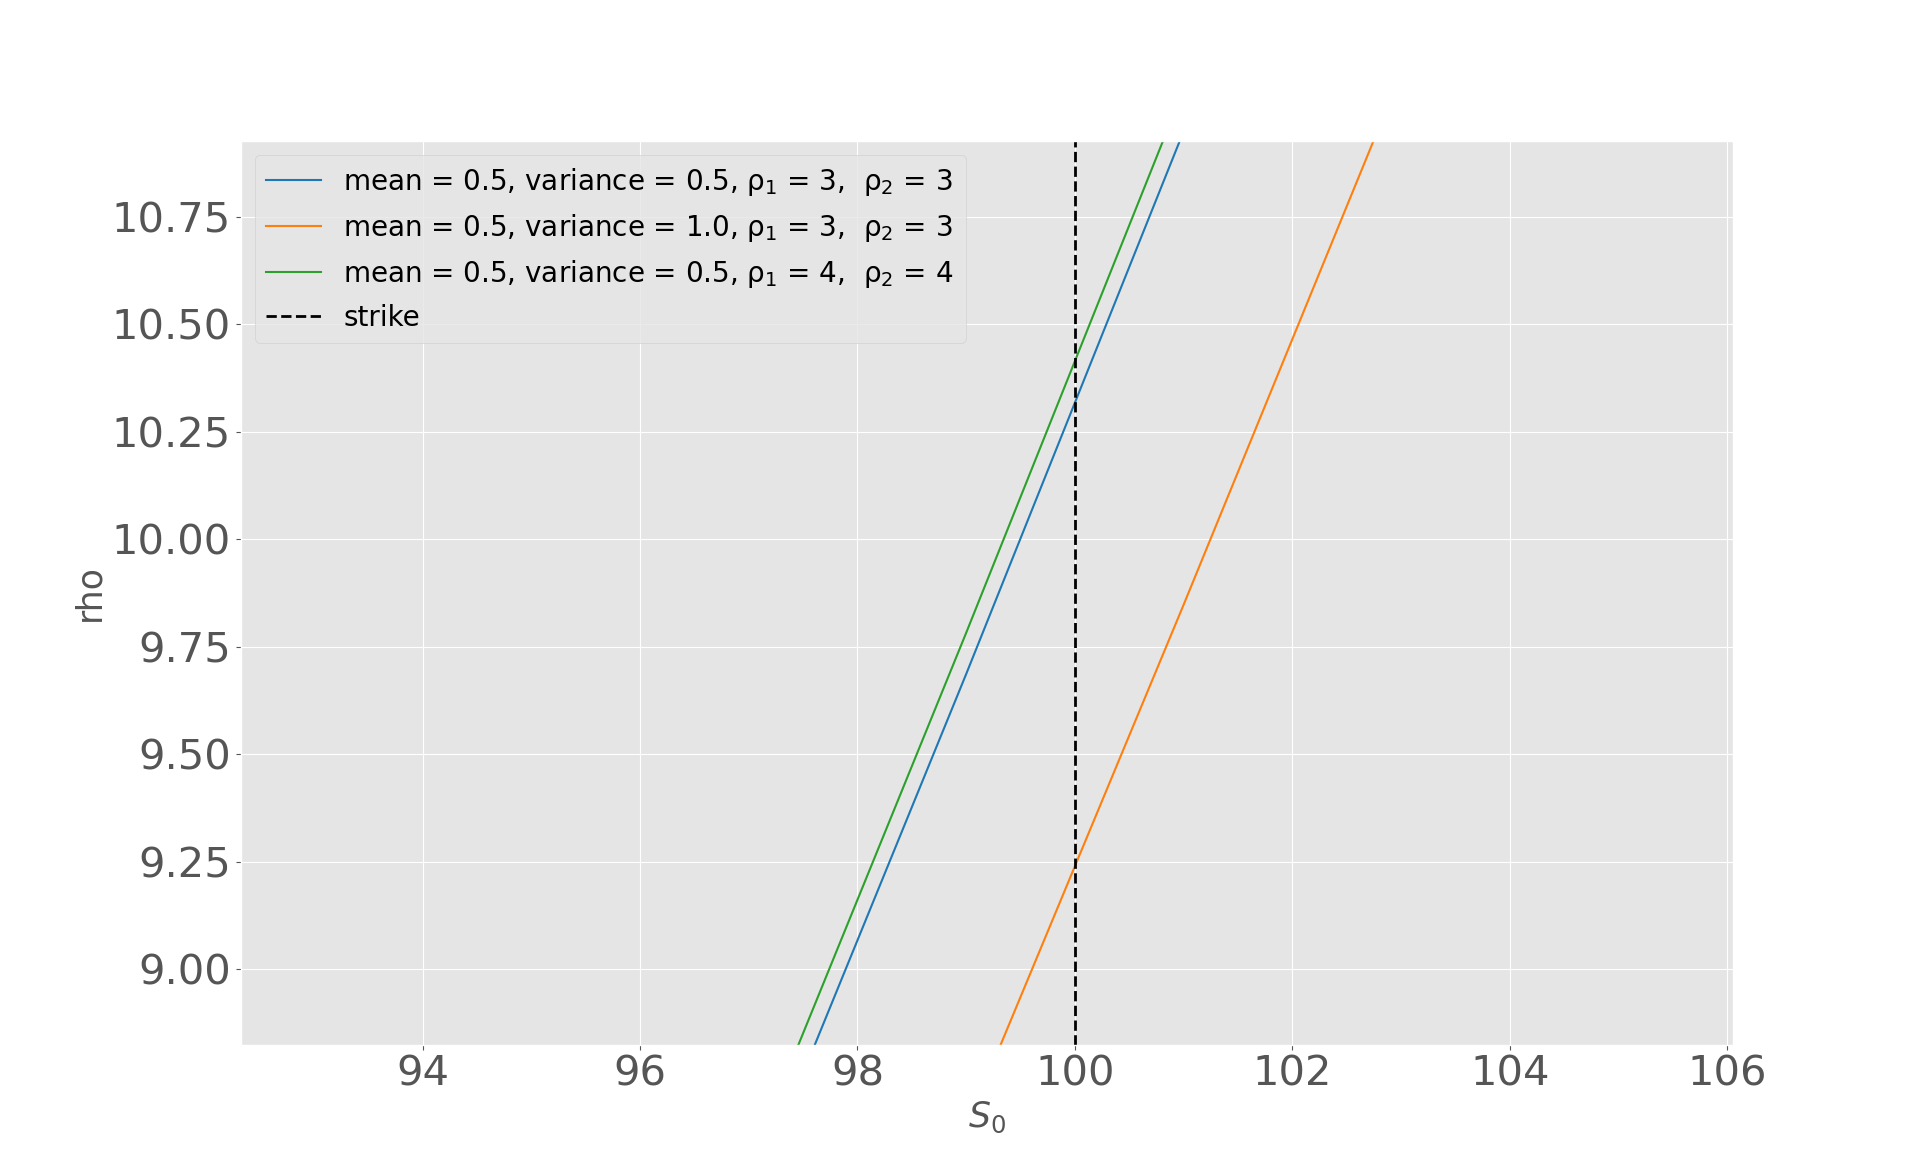 mean = 0.5, variance = 0.5, ρ₁ = 3,  ρ₂ = 3
mean = 0.5, variance = 1.0, ρ₁ = 3,  ρ₂ = 3
mean = 0.5, variance = 0.5, ρ₁ = 4,  ρ₂ = 4
strike
10.75
10.50
10.25
10.00
9.75
9.50
9.25
9.00
rho
94 96 98 100 102 104 106
S₀